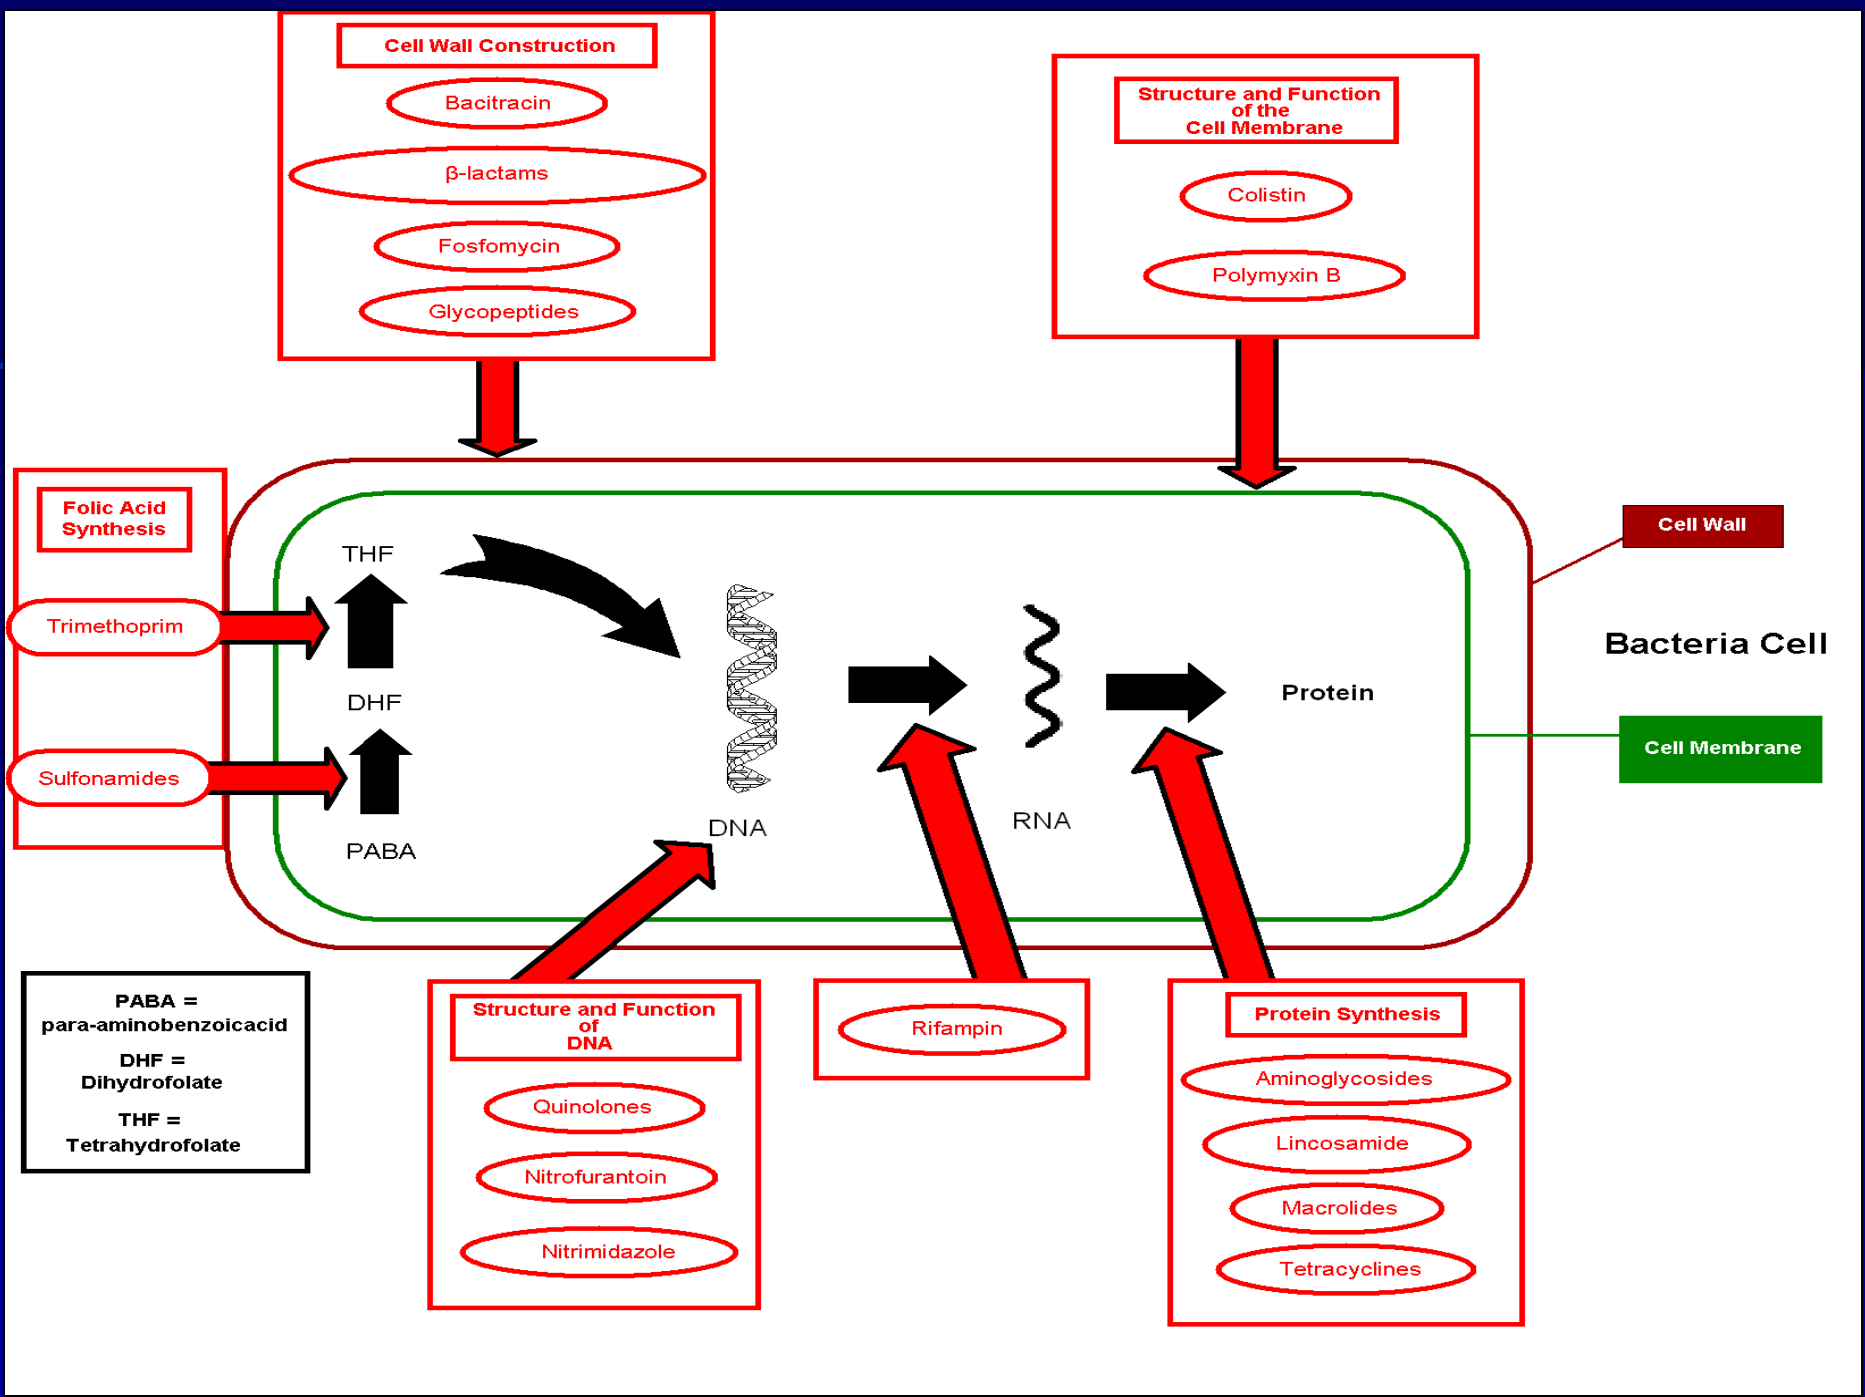 Cell Wall Construction
Bacitracin
β-lactams
Fosfomycin
Glycopeptides
Structure and Function
of the
Cell Membrane
Colistin
Polymyxin B
Folic Acid
Synthesis
Trimethoprim
Sulfonamides
THF
DHF
PABA
DNA
RNA
Protein
Cell Wall
Bacteria Cell
Cell Membrane
PABA =
para-aminobenzoicacid
DHF =
Dihydrofolate
THF =
Tetrahydrofolate
Structure and Function
of
DNA
Quinolones
Nitrofurantoin
Nitrimidazole
Rifampin
Protein Synthesis
Aminoglycosides
Lincosamide
Macrolides
Tetracyclines